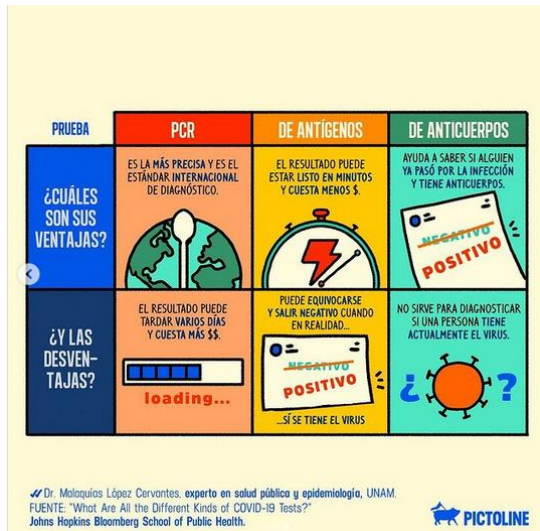 PRUEBA
PCR
DE ANTÍGENOS
DE ANTICUERPOS
¿CUÁLES
SON SUS
VENTAJAS?
ES LA MÁS PRECISA Y ES EL
ESTÁNDAR INTERNACIONAL
DE DIAGNÓSTICO.
EL RESULTADO PUEDE
ESTAR LISTO EN MINUTOS
Y CUESTA MENOS $.
AYUDA A SABER SI ALGUIEN
YA PASÓ POR LA INFECCIÓN
Y TIENE ANTICUERPOS.
NEGATIVO
POSITIVO
¿Y LAS
DESVEN-
TAJAS?
EL RESULTADO PUEDE
TARDAR VARIOS DÍAS
Y CUESTA MÁS $$.
loading...
PUEDE EQUIVOCARSE
Y SALIR NEGATIVO CUANDO
EN REALIDAD...
NEGATIVO
POSITIVO
...SÍ SE TIENE EL VIRUS
NO SIRVE PARA DIAGNOSTICAR
SI UNA PERSONA TIENE
ACTUALMENTE EL VIRUS.
¿ ?
Dr. Malaquías López Cervantes, experto en salud pública y epidemiología, UNAM.
FUENTE: "What Are All the Different Kinds of COVID-19 Tests?"
Johns Hopkins Bloomberg School of Public Health.
PICTOLINE